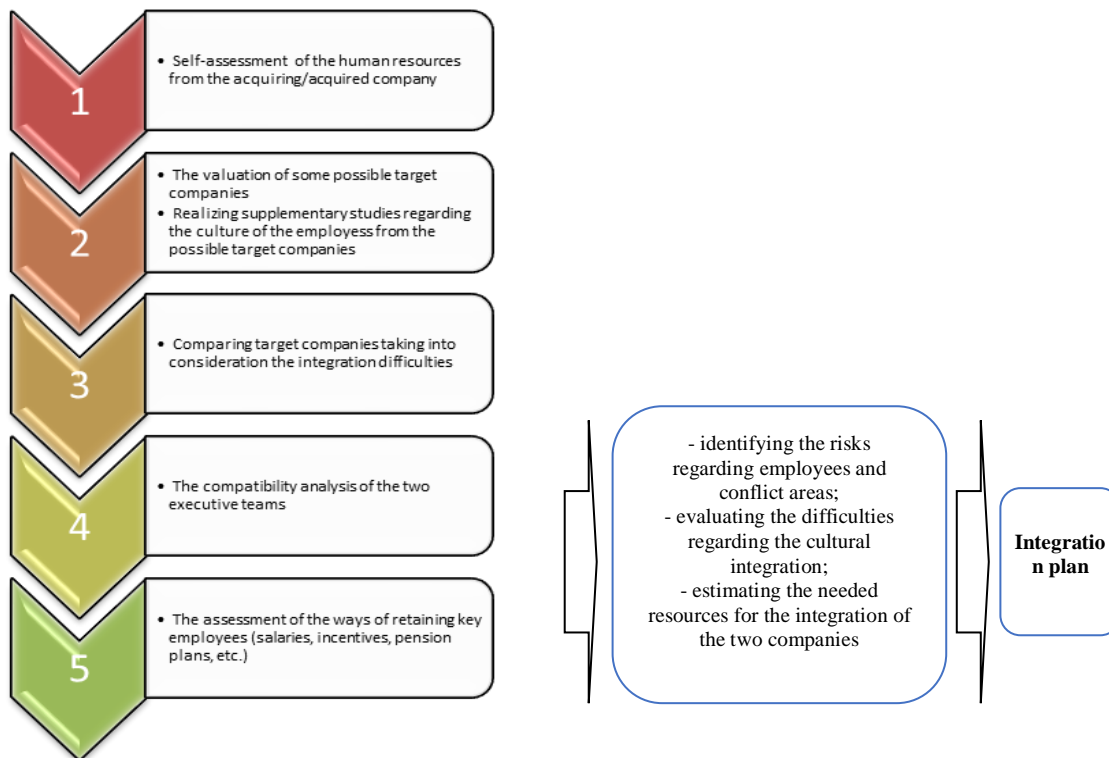 1
• Self-assessment of the human resources
from the acquiring/acquired company
2
• The valuation of some possible target
companies
• Realizing supplementary studies regarding
the culture of the employess from the
possible target companies
3
• Comparing target companies taking into
consideration the integration difficulties
4
• The compatibility analysis of the two
executive teams
5
• The assessment of the ways of retaining key
employees (salaries, incentives, pension
plans, etc.)
- identifying the risks
regarding employees and
conflict areas;
- evaluating the difficulties
regarding the cultural
integration;
- estimating the needed
resources for the integration of
the two companies
Integratio
n plan